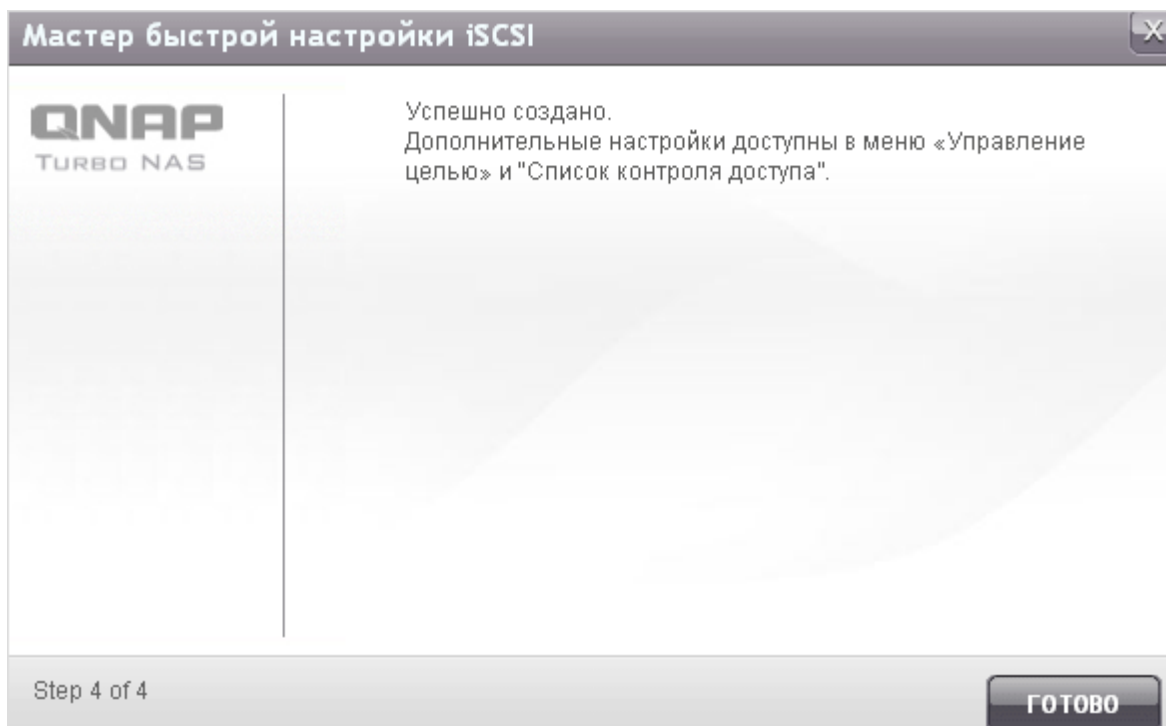 Мастер быстрой настройки iSCSI
X
QNAP
TURBO NAS
Успешно создано.
Дополнительные настройки доступны в меню «Управление
целью» и "Список контроля доступа".
Step 4 of 4
ГОТОВО